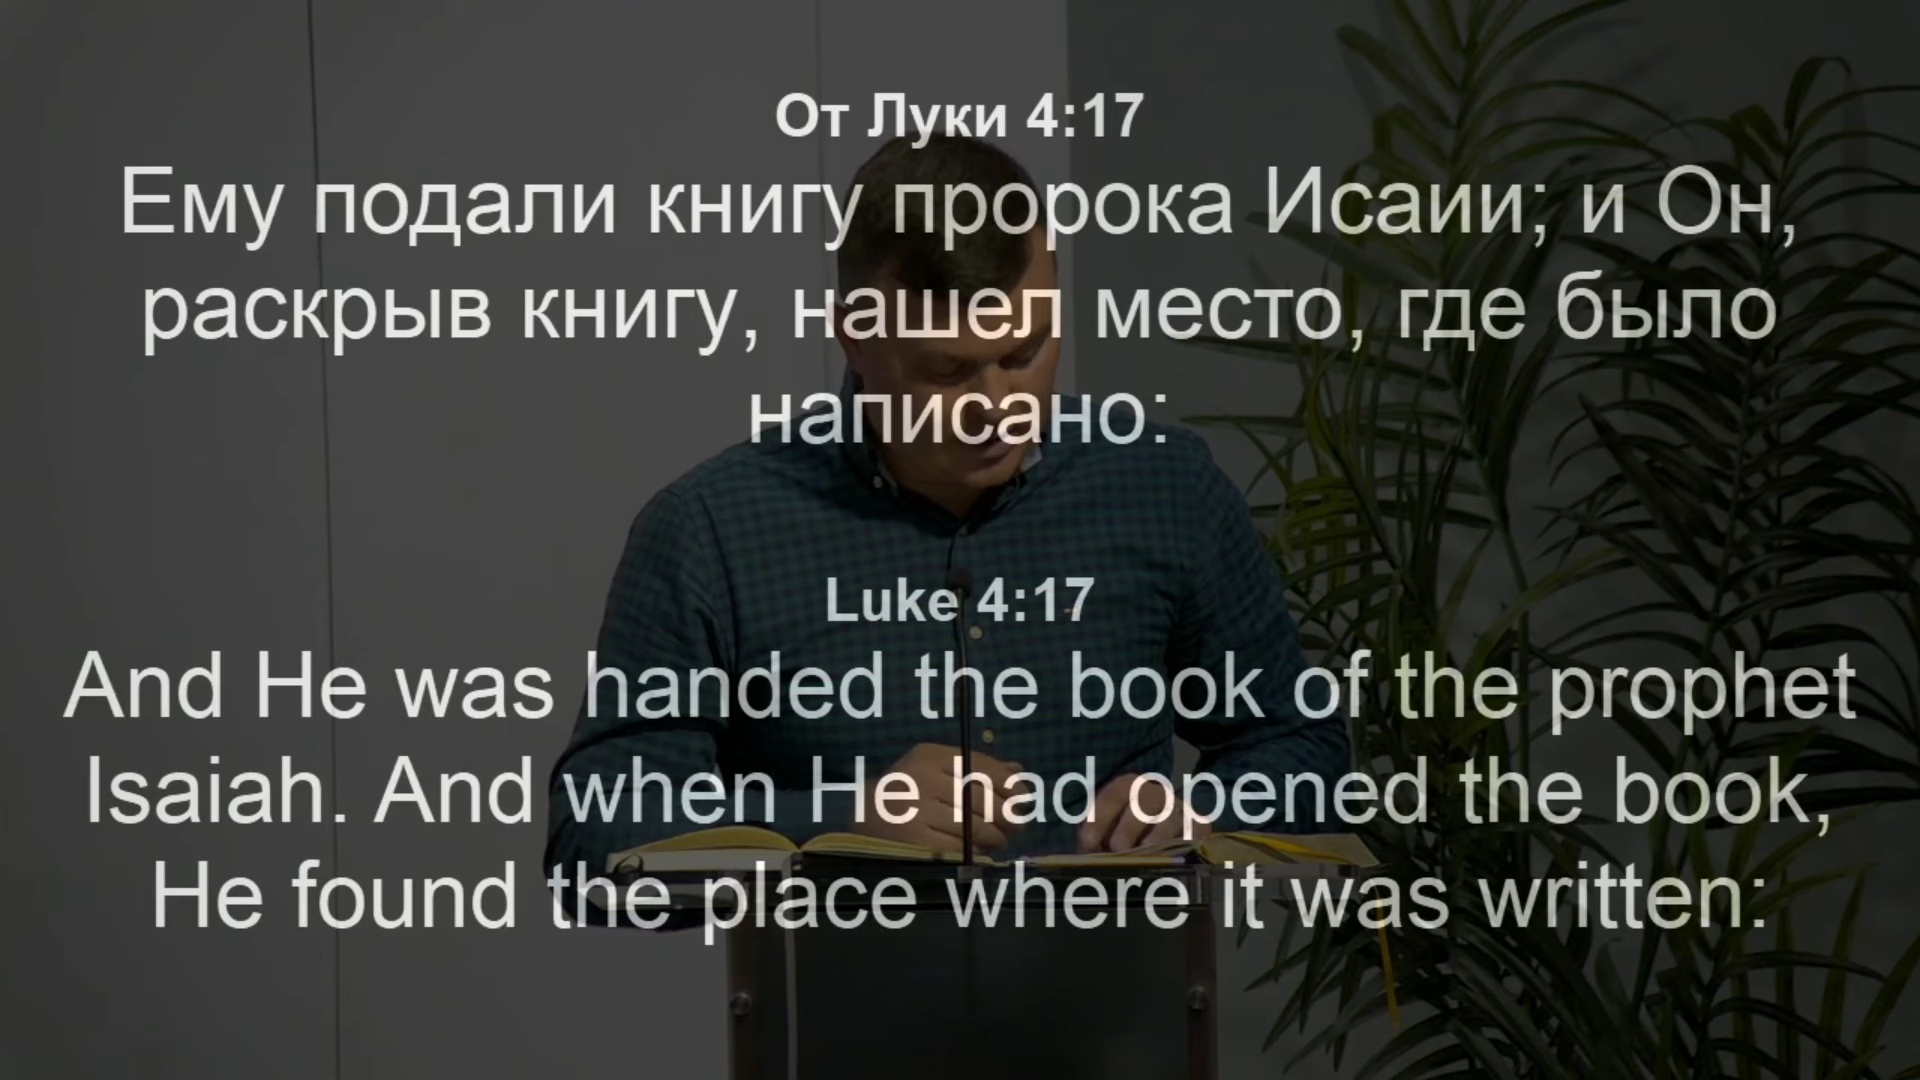 От Луки 4:17
Ему подали книгу пророка Исаии; и Он,
раскрыв книгу, нашел место, где было
написано:
Luke 4:17
And He was handed the book of the prophet
Isaiah. And when He had opened the book,
He found the place where it was written: